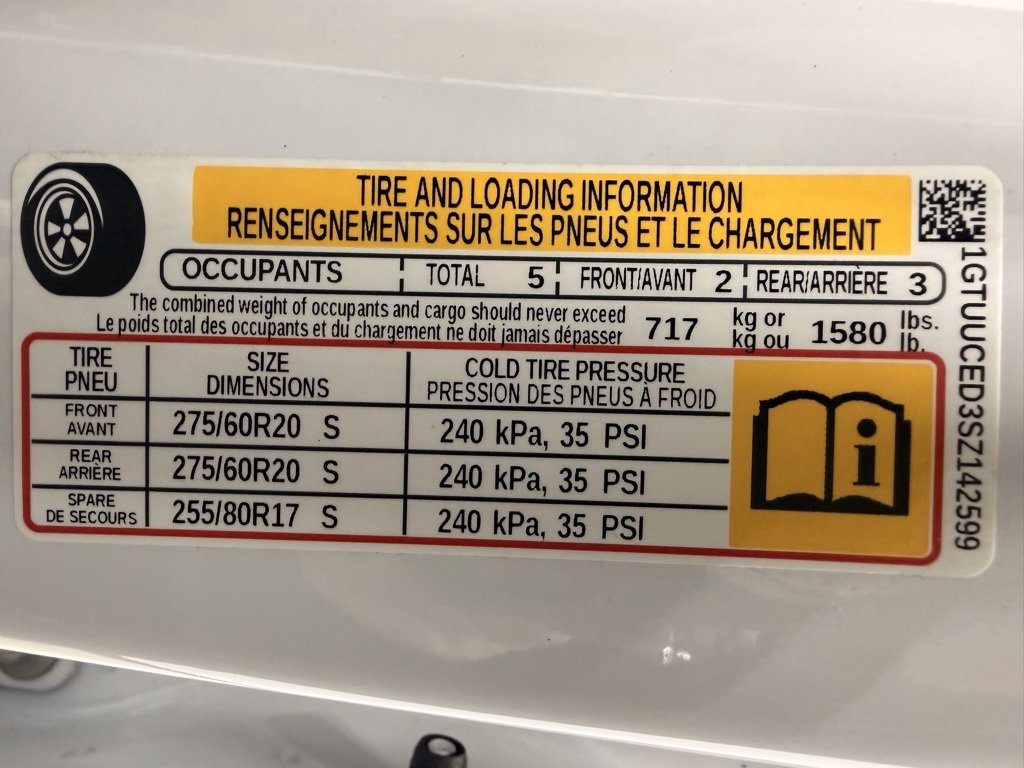 TIRE AND LOADING INFORMATION
RENSEIGNEMENTS SUR LES PNEUS ET LE CHARGEMENT
OCCUPANTS TOTAL 5 FRONT/AVANT 2 REAR/ARRIÈRE 3
The combined weight of occupants and cargo should never exceed 717 kg or 1580 lbs.
Le poids total des occupants et du chargement ne doit jamais dépasser kg ou lb.
TIRE SIZE COLD TIRE PRESSURE
PNEU DIMENSIONS PRESSION DES PNEUS À FROID
FRONT
AVANT 275/60R20 S 240 kPa, 35 PSI
REAR
ARRIÈRE 275/60R20 S 240 kPa, 35 PSI
SPARE
DE SECOURS 255/80R17 S 240 kPa, 35 PSI
i
1GTUUCED3SZ142599